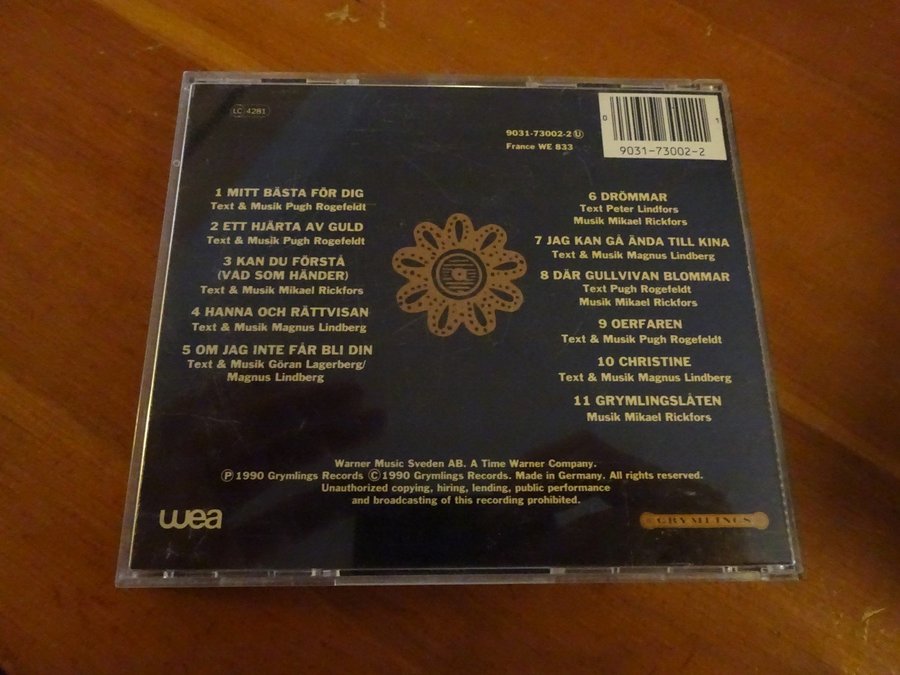 LC 4281
9031-73002-2 U
France WE 833
0
1
9031-73002-2
1 MITT BÄSTA FÖR DIG
Text & Musik Pugh Rogefeldt
2 ETT HJÄRTA AV GULD
Text & Musik Pugh Rogefeldt
3 KAN DU FÖRSTÅ
(VAD SOM HÄNDER)
Text & Musik Mikael Rickfors
4 HANNA OCH RÄTTVISAN
Text & Musik Magnus Lindberg
5 OM JAG INTE FÅR BLI DIN
Text & Musik Göran Lagerberg/
Magnus Lindberg
6 DRÖMMAR
Text Peter Lindfors
Musik Mikael Rickfors
7 JAG KAN GÅ ÄNDA TILL KINA
Text & Musik Magnus Lindberg
8 DÄR GULLVIVAN BLOMMAR
Text Pugh Rogefeldt
Musik Mikael Rickfors
9 OERFAREN
Text & Musik Pugh Rogefeldt
10 CHRISTINE
Text & Musik Magnus Lindberg
11 GRYMLINGSLÅTEN
Musik Mikael Rickfors
Warner Music Sveden AB. A Time Warner Company.
Ⓟ 1990 Grymlings Records Ⓒ 1990 Grymlings Records. Made in Germany. All rights reserved.
Unauthorized copying, hiring, lending, public performance
and broadcasting of this recording prohibited.
wea
GRYMLINGS